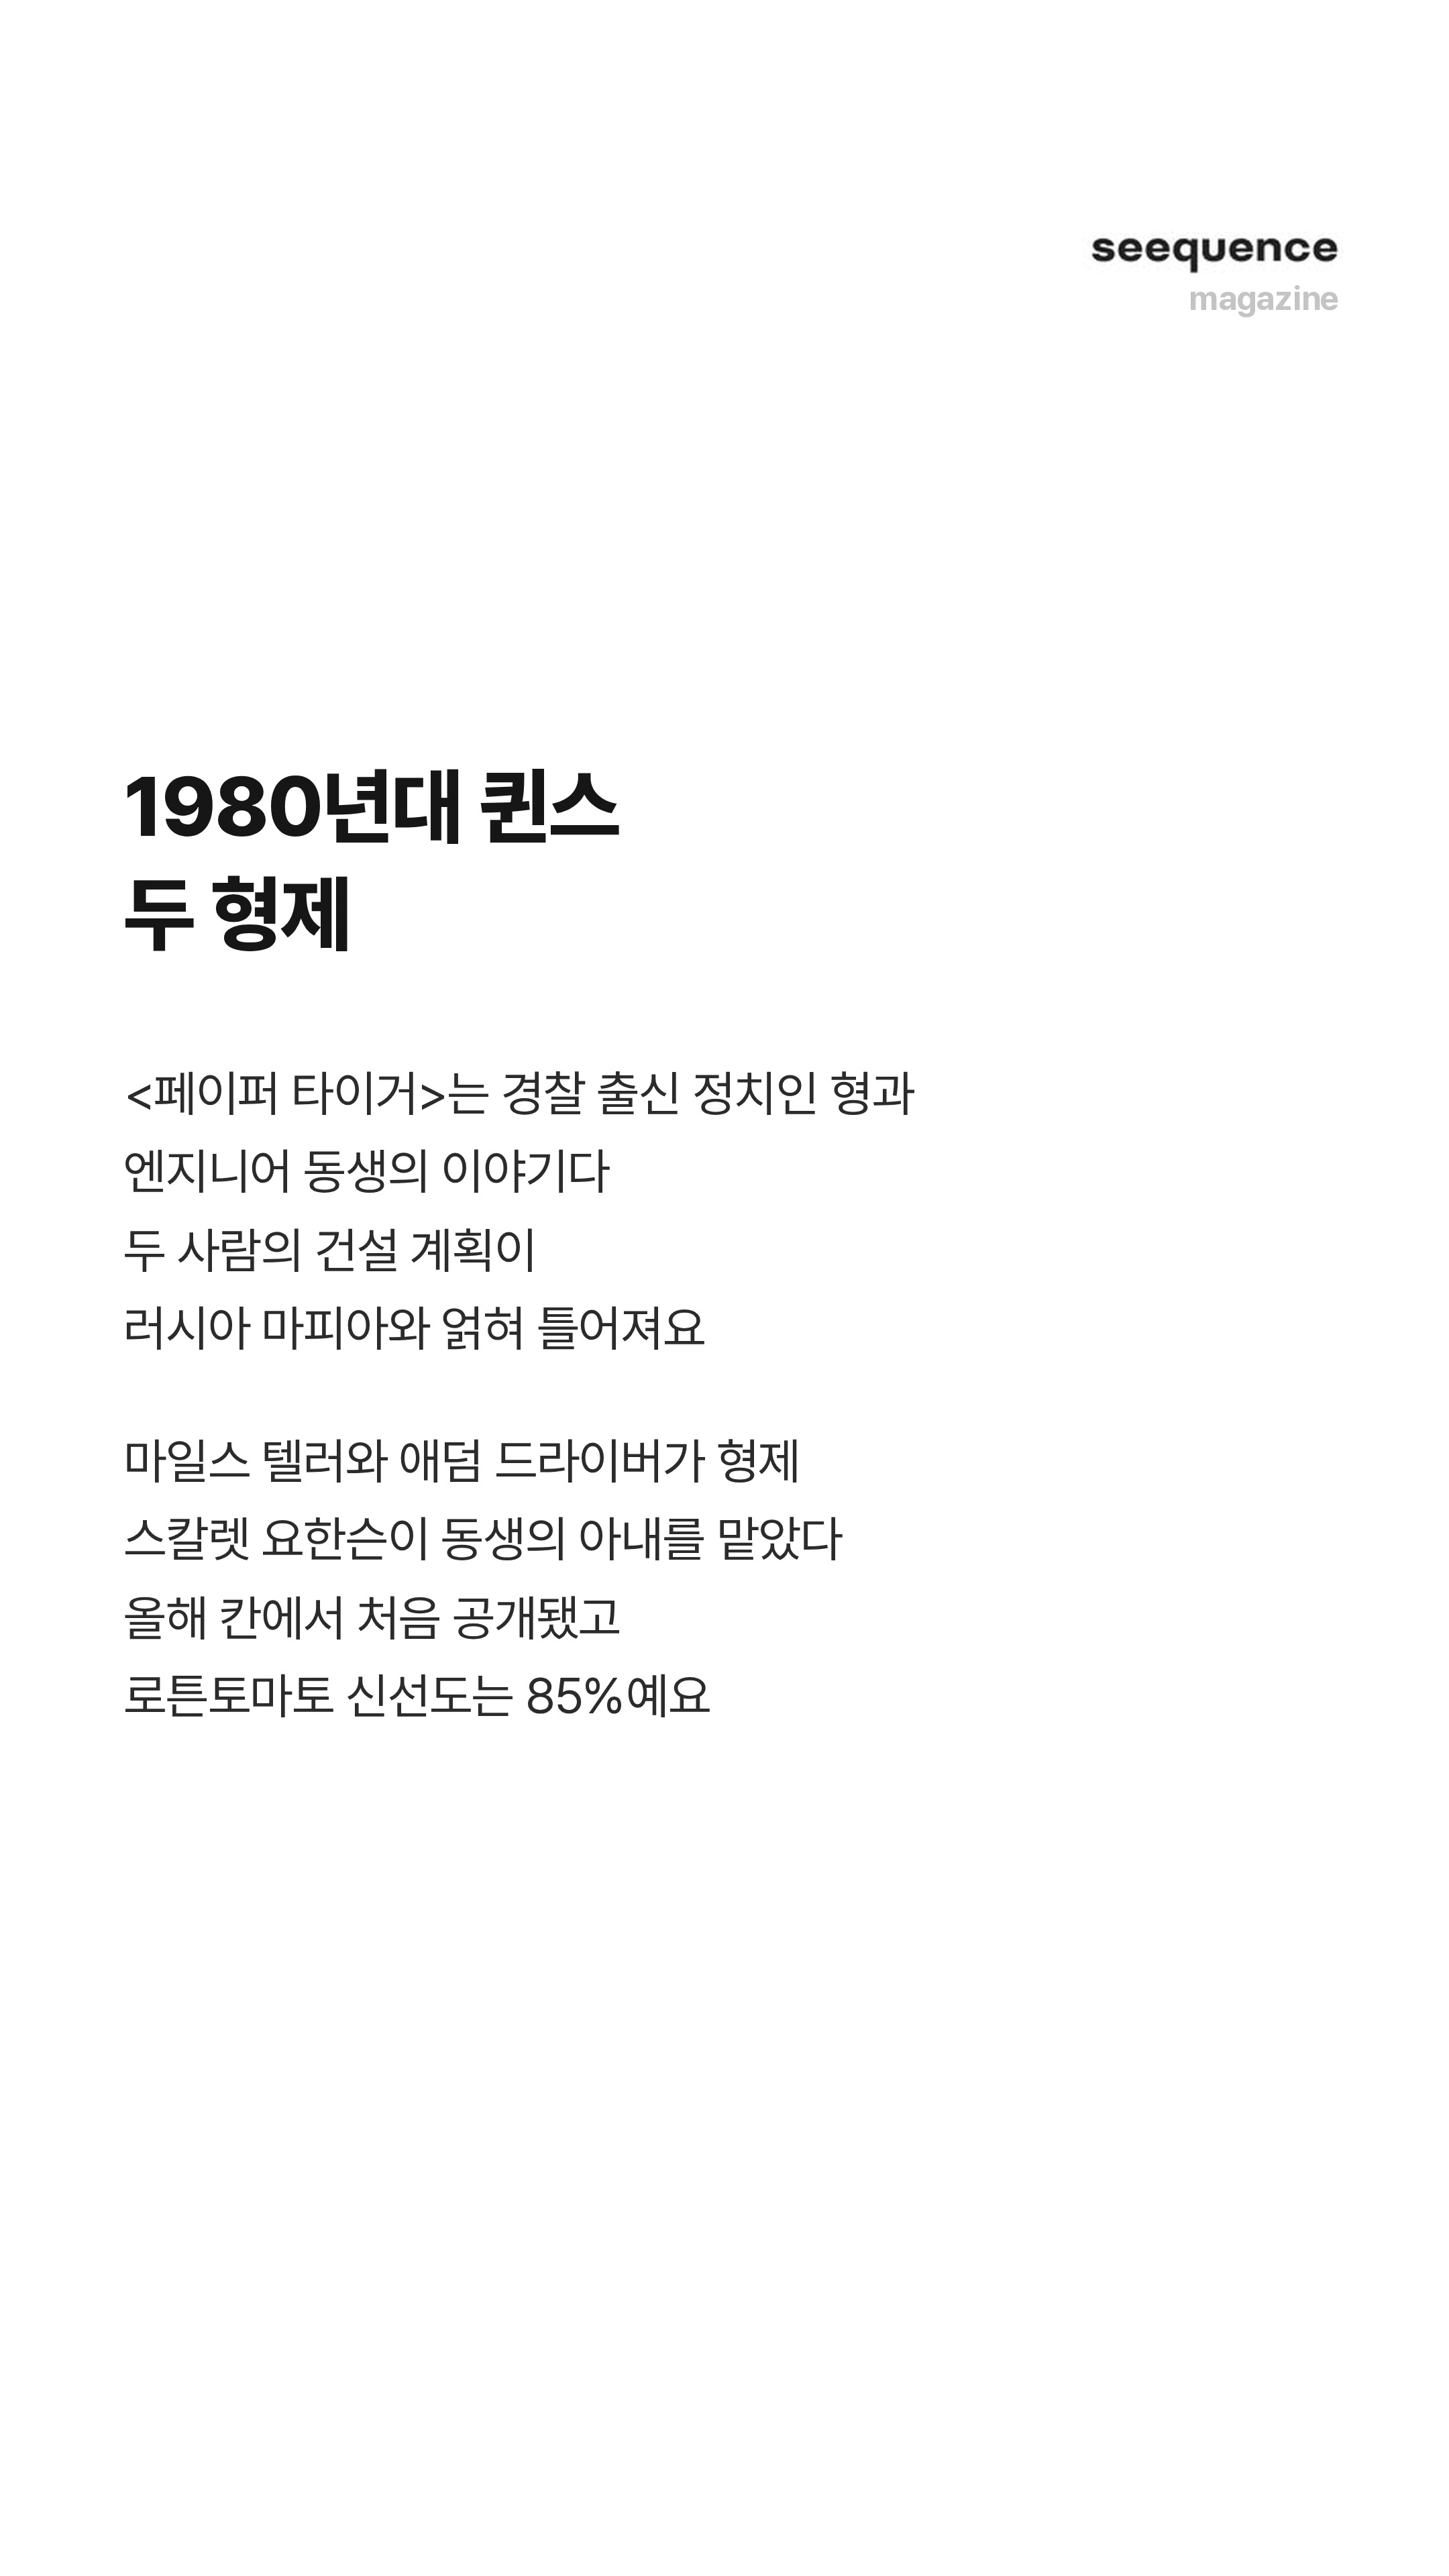 seequence
magazine
1980년대 퀸스
두 형제
<페이퍼 타이거>는 경찰 출신 정치인 형과
엔지니어 동생의 이야기다
두 사람의 건설 계획이
러시아 마피아와 얽혀 틀어져요
마일스 텔러와 애덤 드라이버가 형제
스칼렛 요한슨이 동생의 아내를 맡았다
올해 칸에서 처음 공개됐고
로튼토마토 신선도는 85%예요